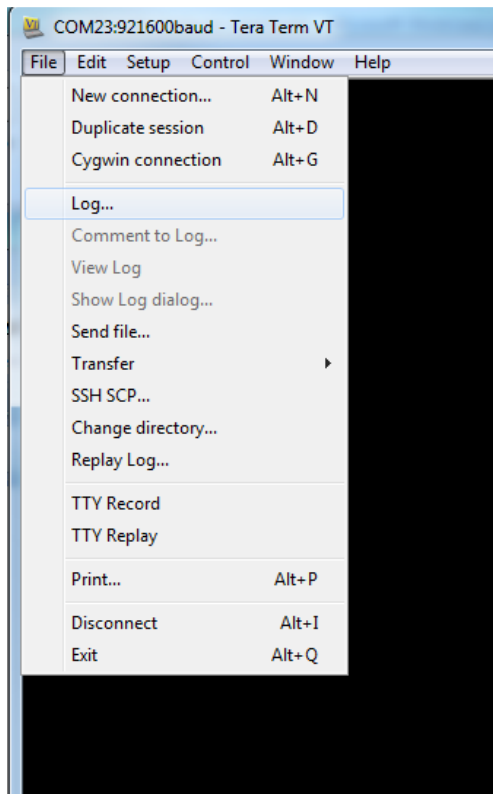 COM23:921600baud - Tera Term VT
File Edit Setup Control Window Help
New connection... Alt+N
Duplicate session Alt+D
Cygwin connection Alt+G
Log...
Comment to Log...
View Log
Show Log dialog...
Send file...
Transfer
SSH SCP...
Change directory...
Replay Log...
TTY Record
TTY Replay
Print... Alt+P
Disconnect Alt+I
Exit Alt+Q